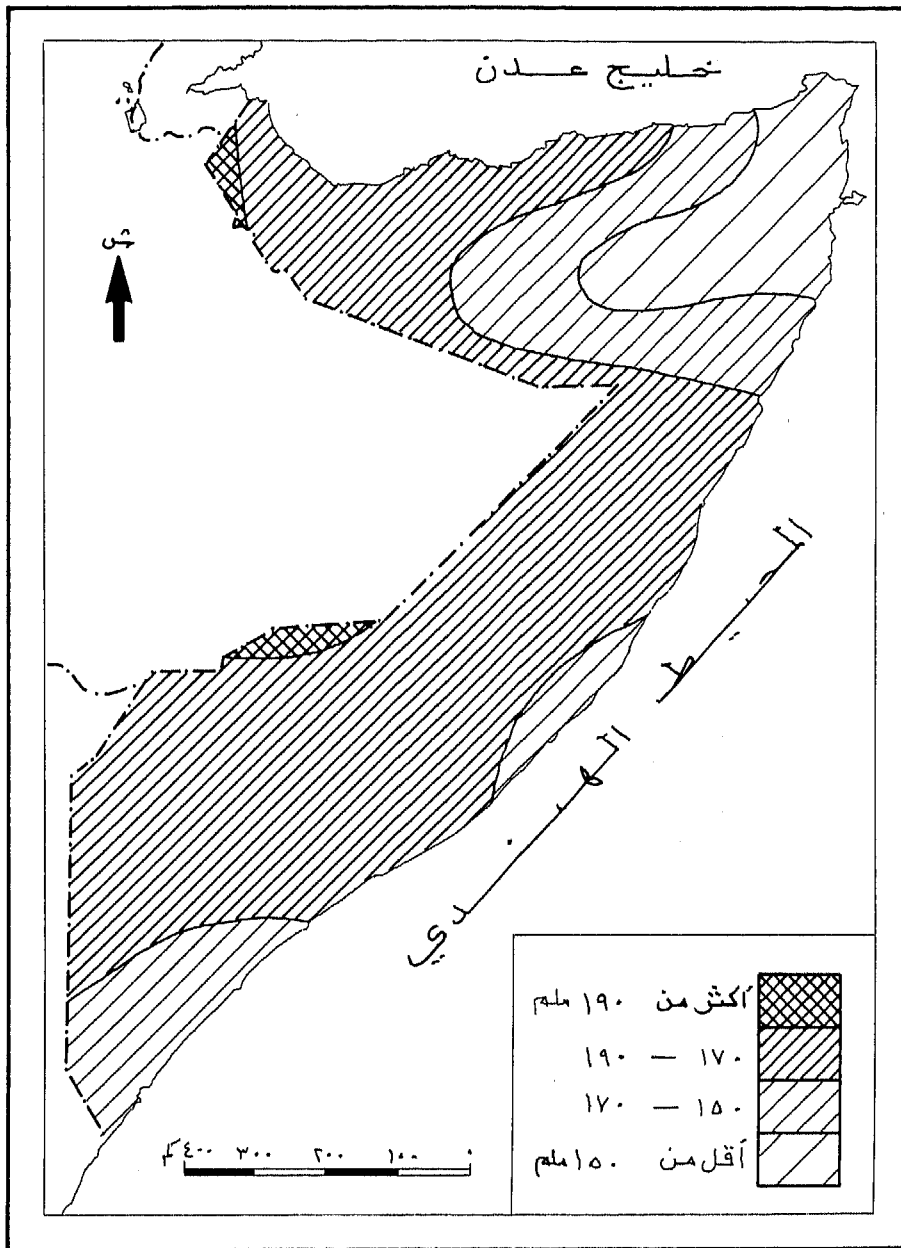 خليج عدن
ش
المحيط الهندي
أكثر من ١٩٠ ملم
١٧٠ — ١٩٠
١٥٠ — ١٧٠
أقل من ١٥٠ ملم
٠ ١٠٠ ٢٠٠ ٣٠٠ ٤٠٠ كم